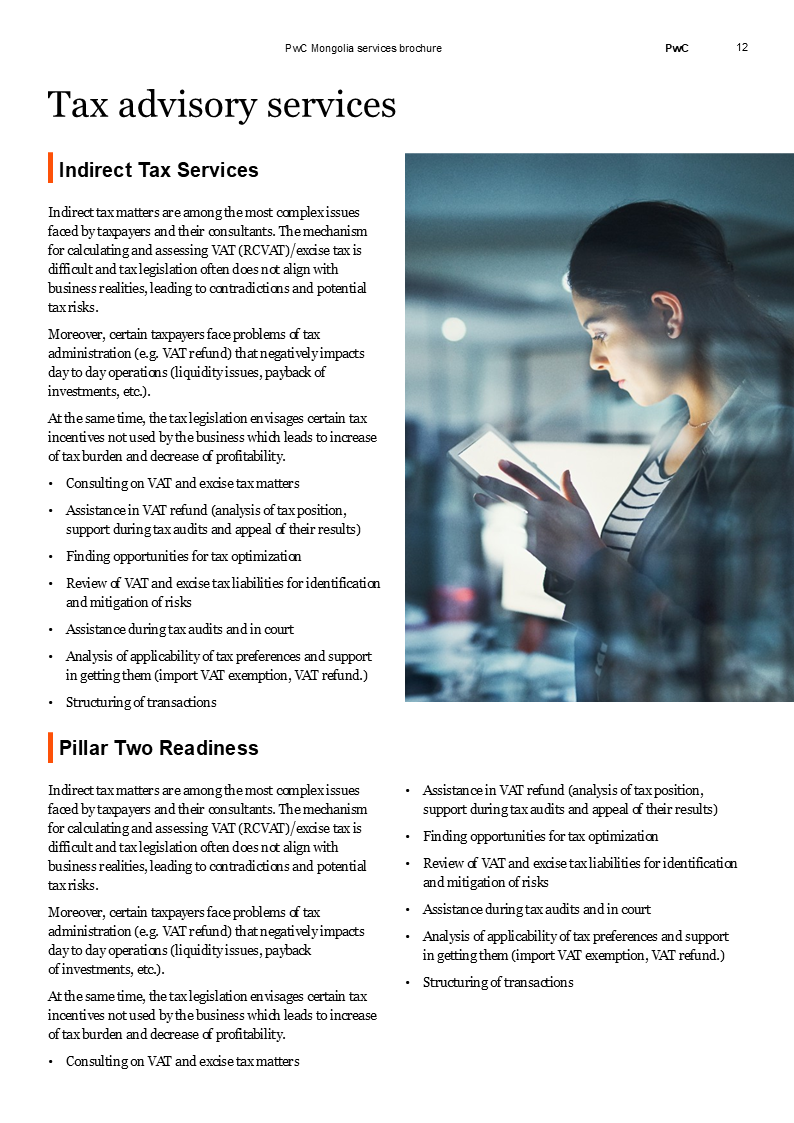 PwC Mongolia services brochure
PwC
12
Tax advisory services
Indirect Tax Services
Indirect tax matters are among the most complex issues
faced by taxpayers and their consultants. The mechanism
for calculating and assessing VAT (RCVAT)/excise tax is
difficult and tax legislation often does not align with
business realities, leading to contradictions and potential
tax risks.
Moreover, certain taxpayers face problems of tax
administration (e.g. VAT refund) that negatively impacts
day to day operations (liquidity issues, payback of
investments, etc.).
At the same time, the tax legislation envisages certain tax
incentives not used by the business which leads to increase
of tax burden and decrease of profitability.
• Consulting on VAT and excise tax matters
• Assistance in VAT refund (analysis of tax position,
support during tax audits and appeal of their results)
• Finding opportunities for tax optimization
• Review of VAT and excise tax liabilities for identification
and mitigation of risks
• Assistance during tax audits and in court
• Analysis of applicability of tax preferences and support
in getting them (import VAT exemption, VAT refund.)
• Structuring of transactions
Pillar Two Readiness
Indirect tax matters are among the most complex issues
faced by taxpayers and their consultants. The mechanism
for calculating and assessing VAT (RCVAT)/excise tax is
difficult and tax legislation often does not align with
business realities, leading to contradictions and potential
tax risks.
Moreover, certain taxpayers face problems of tax
administration (e.g. VAT refund) that negatively impacts
day to day operations (liquidity issues, payback
of investments, etc.).
At the same time, the tax legislation envisages certain tax
incentives not used by the business which leads to increase
of tax burden and decrease of profitability.
• Consulting on VAT and excise tax matters
• Assistance in VAT refund (analysis of tax position,
support during tax audits and appeal of their results)
• Finding opportunities for tax optimization
• Review of VAT and excise tax liabilities for identification
and mitigation of risks
• Assistance during tax audits and in court
• Analysis of applicability of tax preferences and support
in getting them (import VAT exemption, VAT refund.)
• Structuring of transactions